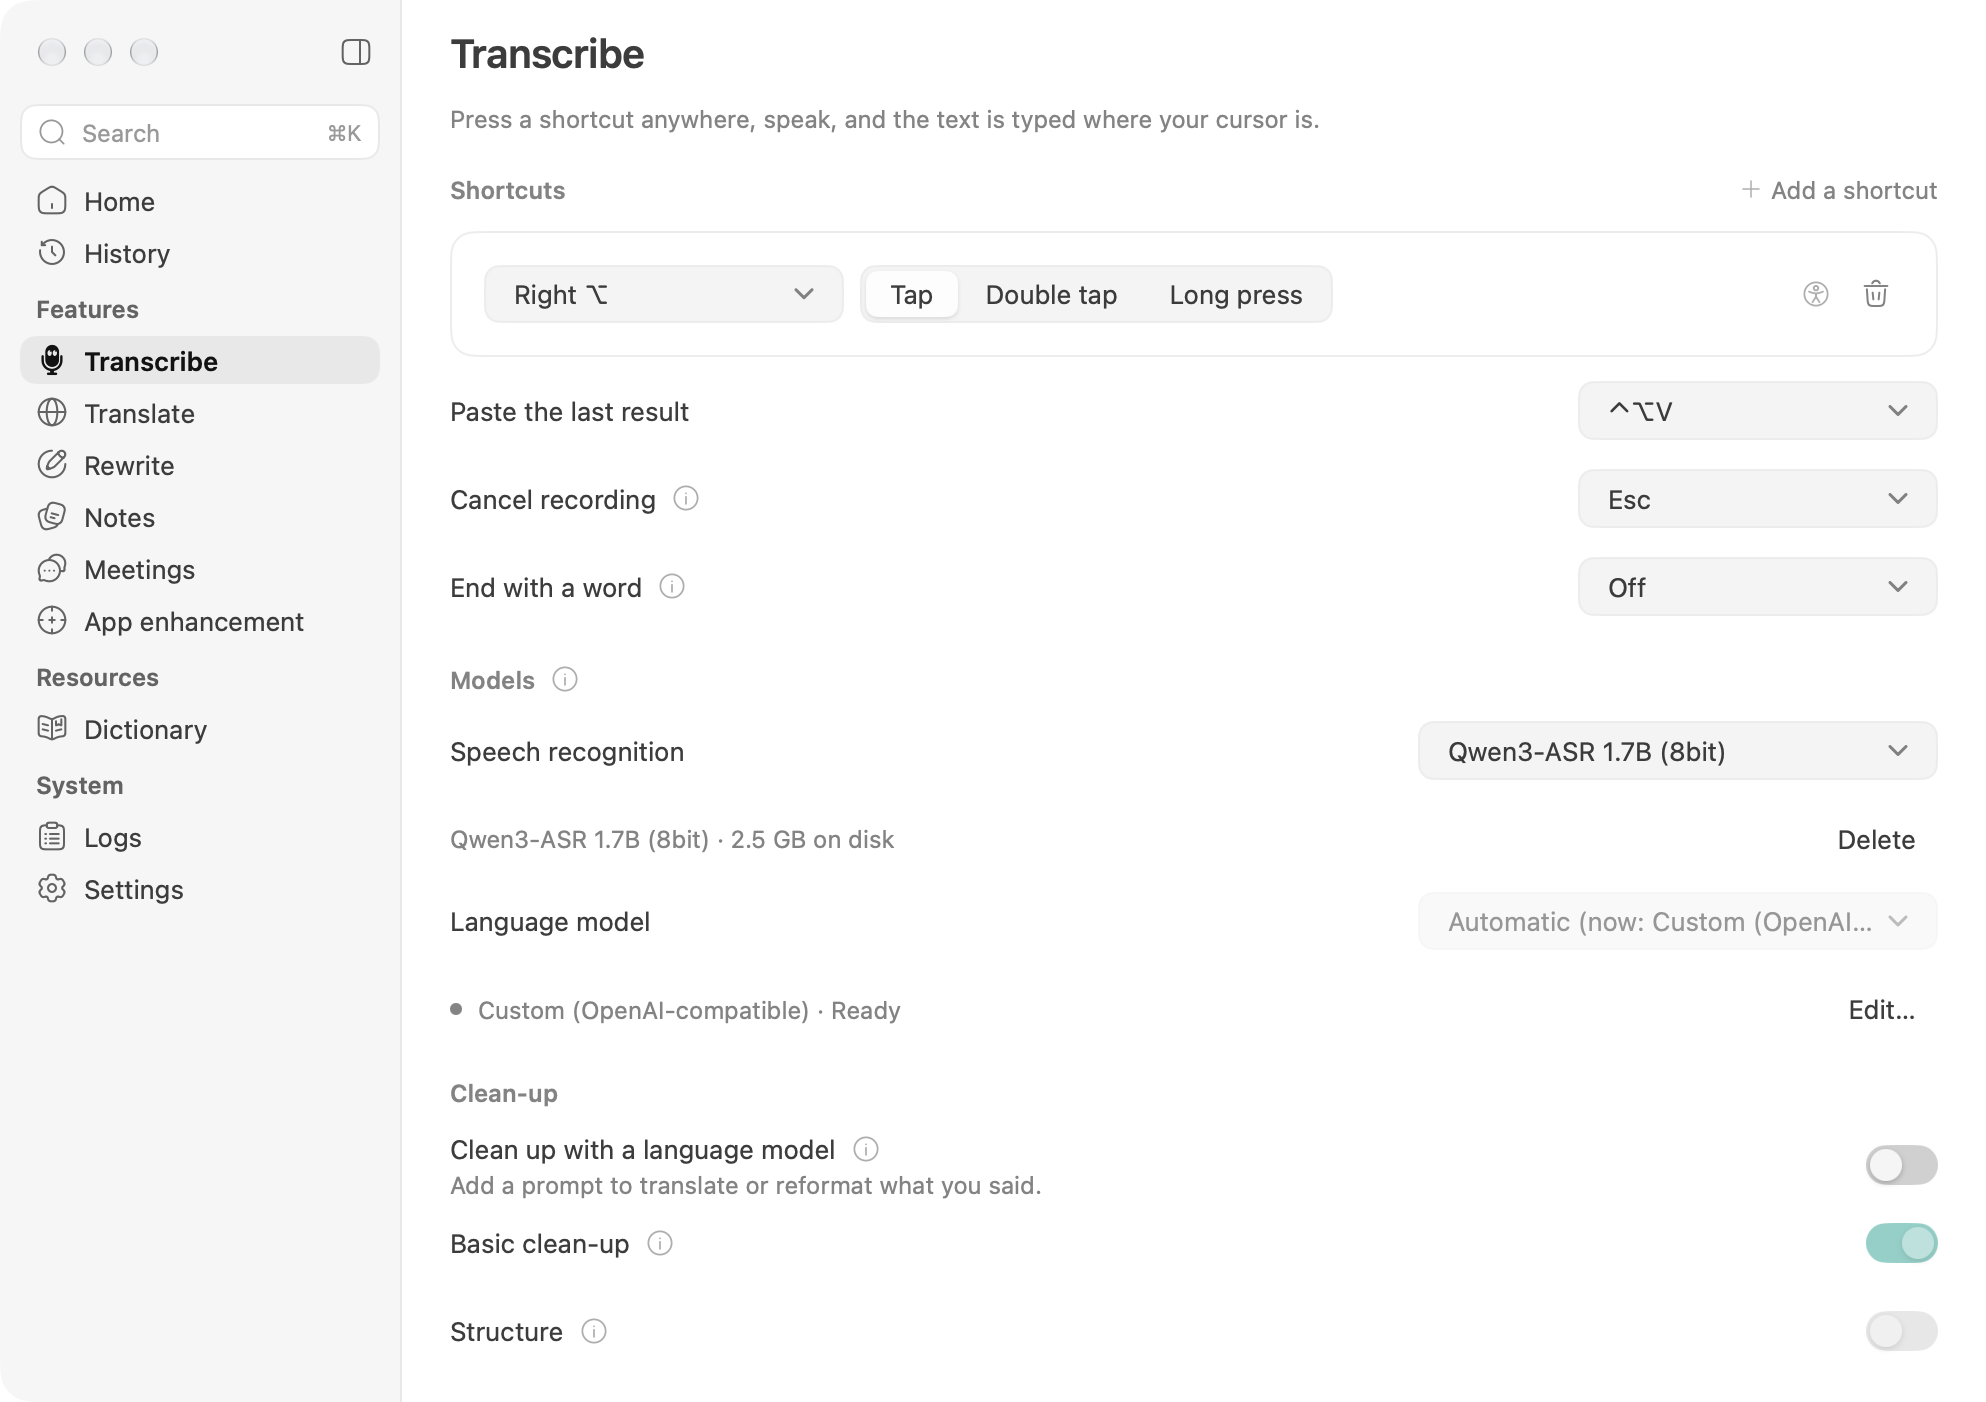 Transcribe
Press a shortcut anywhere, speak, and the text is typed where your cursor is.
Search ⌘K
Home
History
Features
Transcribe
Translate
Rewrite
Notes
Meetings
App enhancement
Resources
Dictionary
System
Logs
Settings
Shortcuts
+ Add a shortcut
Right ⌥
Tap Double tap Long press
Paste the last result ^⌥V
Cancel recording Esc
End with a word Off
Models
Speech recognition Qwen3-ASR 1.7B (8bit)
Qwen3-ASR 1.7B (8bit) · 2.5 GB on disk Delete
Language model Automatic (now: Custom (OpenAI...
Custom (OpenAI-compatible) · Ready Edit...
Clean-up
Clean up with a language model
Add a prompt to translate or reformat what you said.
Basic clean-up
Structure